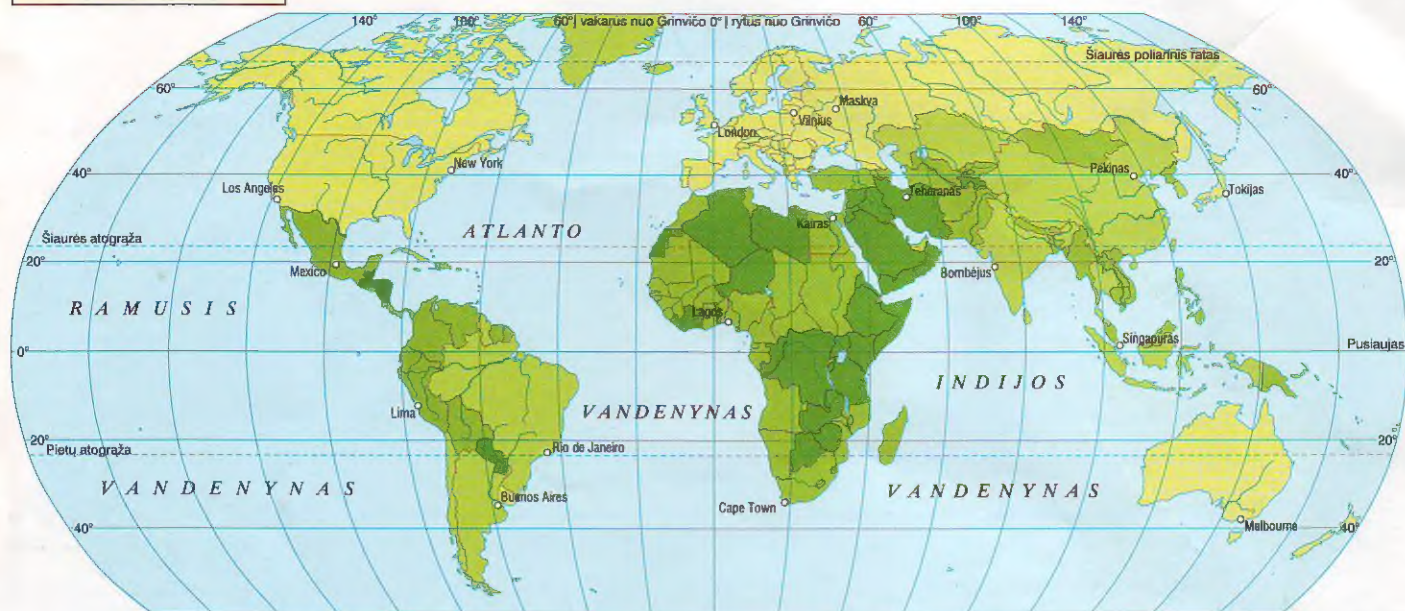 140°
100°
60° vakarus nuo Grinvičo 0° rytus nuo Grinvičo 60°
100°
140°
Šiaurės poliarinis ratas
60°
60°
Maskva
Vilnius
London
New York
Pekinas
40°
40°
Los Angeles
Teheranas
Tokijas
ATLANTO
Kairas
Šiaurės atogrąža
20°
20°
Mexico
Bombėjus
RAMUSIS
Lagos
Singapūras
0°
Pusiaujas
INDIJOS
Lima
VANDENYNAS
20°
20°
Pietų atogrąža
Rio de Janeiro
VANDENYNAS
VANDENYNAS
Buenos Aires
Cape Town
40°
Melbourne
40°